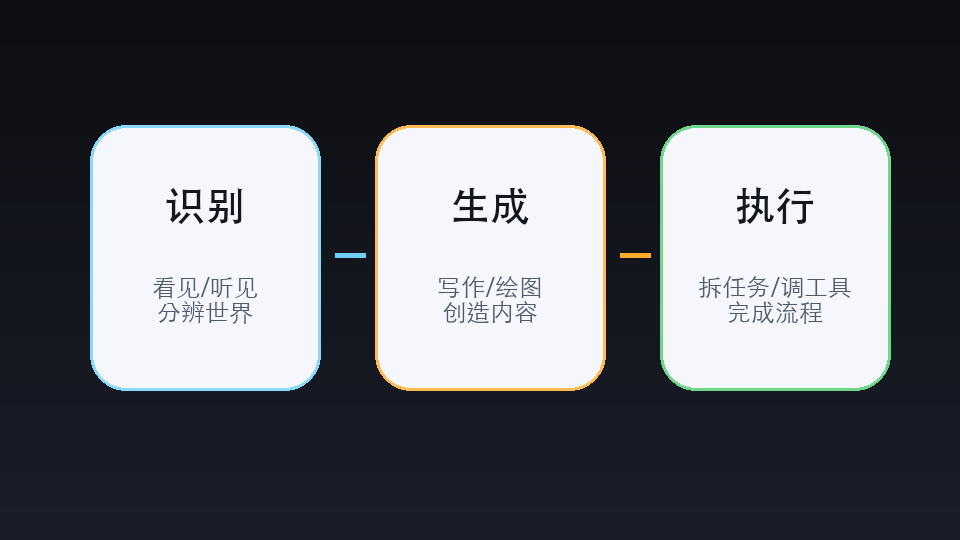 识别
看见/听见
分辨世界
生成
写作/绘图
创造内容
执行
拆任务/调工具
完成流程